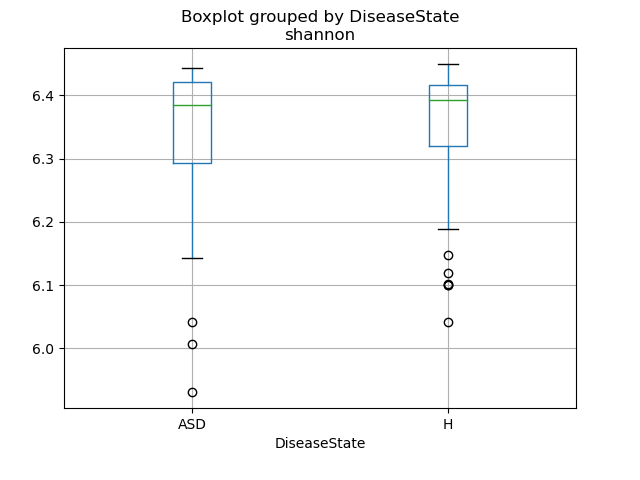 Boxplot grouped by DiseaseState
shannon
6.4
6.3
6.2
6.1
6.0
ASD
H
DiseaseState